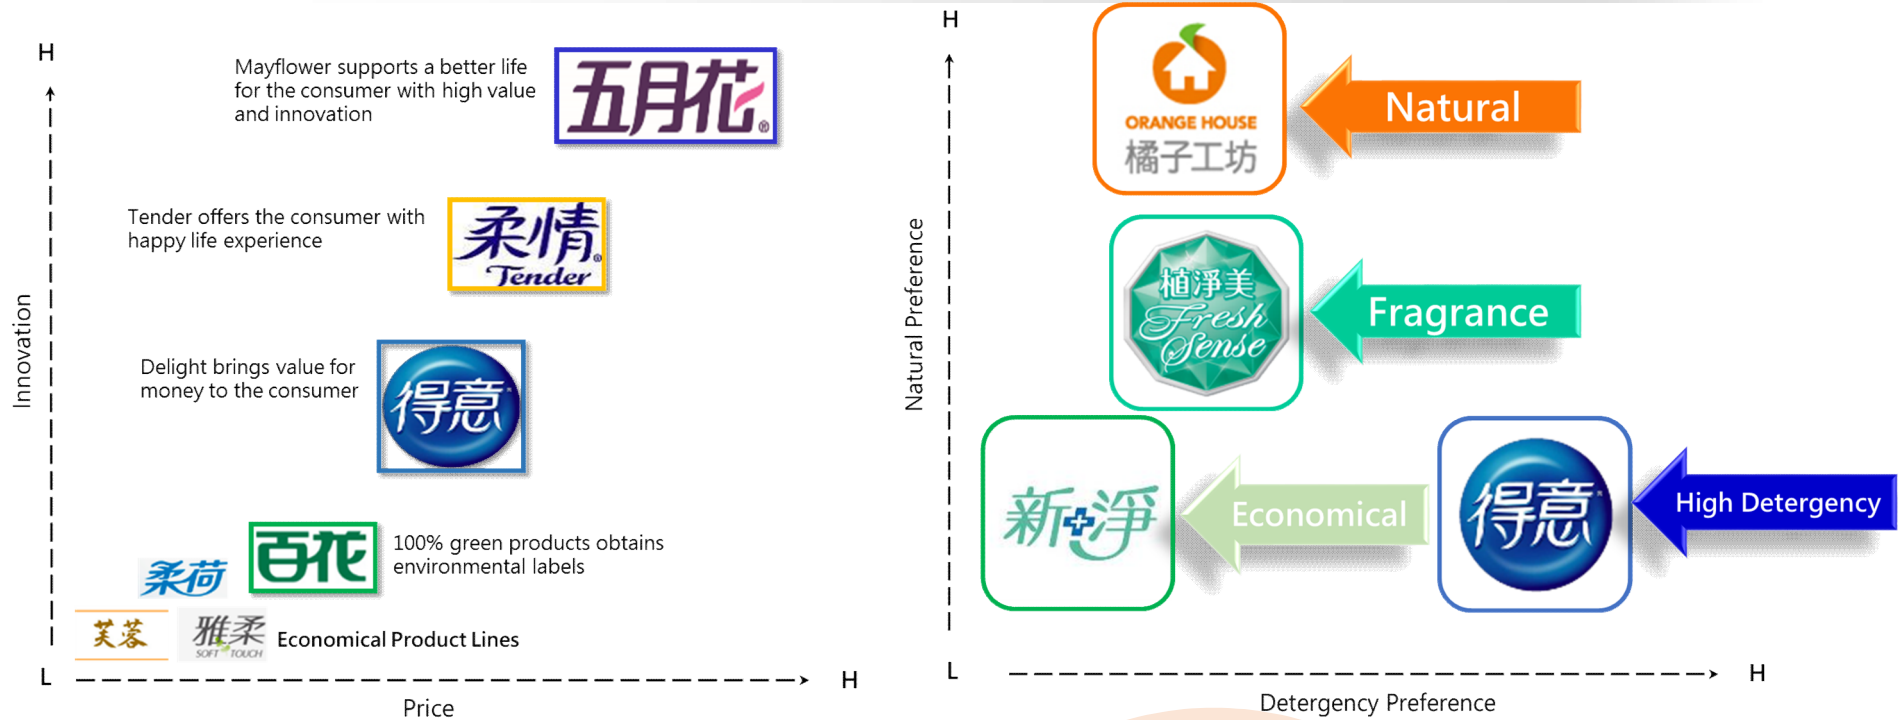 H
Mayflower supports a better life
for the consumer with high value
and innovation
五月花®
Tender offers the consumer with
happy life experience
柔情®
Tender
Innovation
Delight brings value for
money to the consumer
得意
百花
100% green products obtains
environmental labels
柔荷
芙蓉
雅柔
SOFT TOUCH
Economical Product Lines
L
H
Price
H
ORANGE HOUSE
橘子工坊
Natural
Natural Preference
植淨美
Fresh
Sense
Fragrance
新淨
Economical
得意
High Detergency
L
H
Detergency Preference